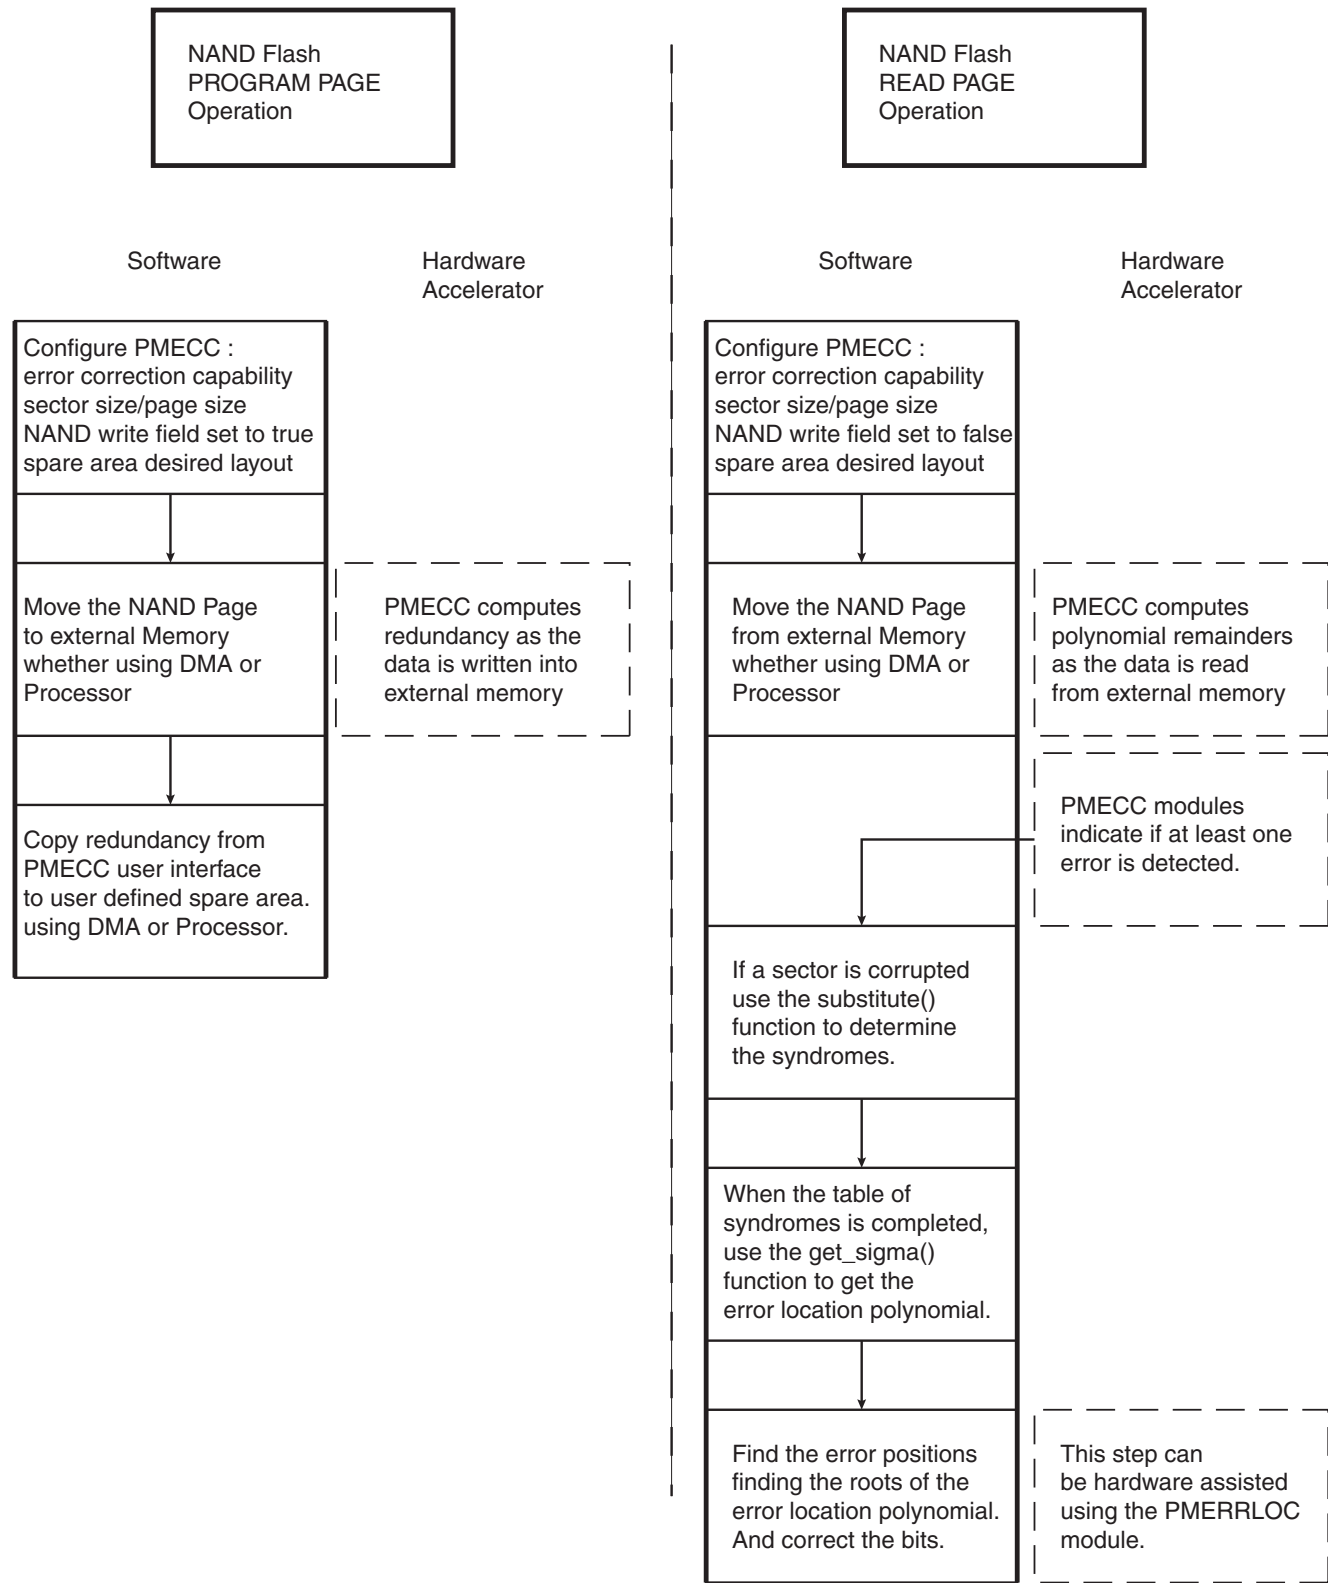 NAND Flash
PROGRAM PAGE
Operation
Software
Hardware
Accelerator
Configure PMECC :
error correction capability
sector size/page size
NAND write field set to true
spare area desired layout
Move the NAND Page
to external Memory
whether using DMA or
Processor
PMECC computes
redundancy as the
data is written into
external memory
Copy redundancy from
PMECC user interface
to user defined spare area.
using DMA or Processor.
NAND Flash
READ PAGE
Operation
Software
Hardware
Accelerator
Configure PMECC :
error correction capability
sector size/page size
NAND write field set to false
spare area desired layout
Move the NAND Page
from external Memory
whether using DMA or
Processor
PMECC computes
polynomial remainders
as the data is read
from external memory
PMECC modules
indicate if at least one
error is detected.
If a sector is corrupted
use the substitute()
function to determine
the syndromes.
When the table of
syndromes is completed,
use the get_sigma()
function to get the
error location polynomial.
Find the error positions
finding the roots of the
error location polynomial.
And correct the bits.
This step can
be hardware assisted
using the PMERRLOC
module.